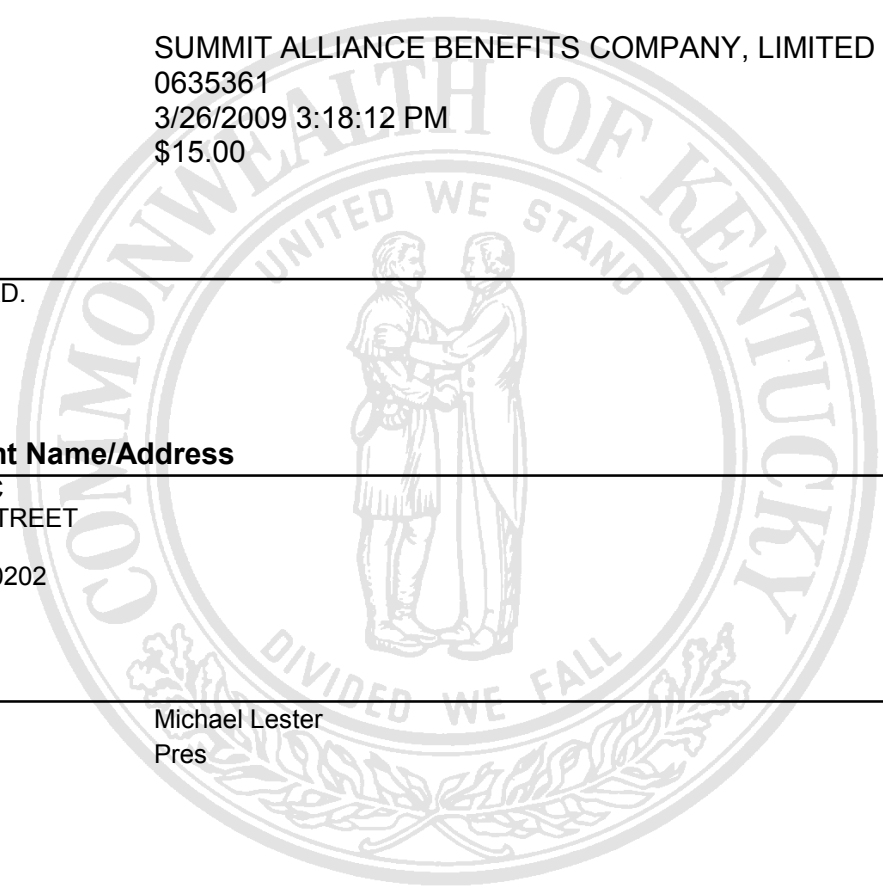 SUMMIT ALLIANCE BENEFITS COMPANY, LIMITED
0635361
3/26/2009 3:18:12 PM
$15.00
D.
nt Name/Address
C
TREET
0202
Michael Lester
Pres
COMMONWEALTH OF KENTUCKY
UNITED WE STAND
DIVIDED WE FALL